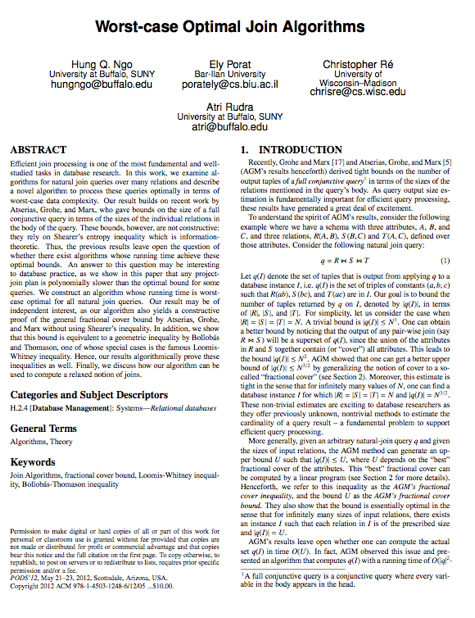 Worst-case Optimal Join Algorithms
Hung Q. Ngo
University at Buffalo, SUNY
hungngo@buffalo.edu
Ely Porat
Bar-Ilan University
porately@cs.biu.ac.il
Christopher Ré
University of
Wisconsin–Madison
chrisre@cs.wisc.edu
Atri Rudra
University at Buffalo, SUNY
atri@buffalo.edu
ABSTRACT
Efficient join processing is one of the most fundamental and well-
studied tasks in database research. In this work, we examine al-
gorithms for natural join queries over many relations and describe
a novel algorithm to process these queries optimally in terms of
worst-case data complexity. Our result builds on recent work by
Atserias, Grohe, and Marx, who gave bounds on the size of a full
conjunctive query in terms of the sizes of the individual relations in
the body of the query. These bounds, however, are not constructive:
they rely on Shearer's entropy inequality which is information-
theoretic. Thus, the previous results leave open the question of
whether there exist algorithms whose running time achieve these
optimal bounds. An answer to this question may be interesting
to database practice, as we show in this paper that any project-
join plan is polynomially slower than the optimal bound for some
queries. We construct an algorithm whose running time is worst-
case optimal for all natural join queries. Our result may be of
independent interest, as our algorithm also yields a constructive
proof of the general fractional cover bound by Atserias, Grohe,
and Marx without using Shearer's inequality. In addition, we show
that this bound is equivalent to a geometric inequality by Bollobás
and Thomason, one of whose special cases is the famous Loomis-
Whitney inequality. Hence, our results algorithmically prove these
inequalities as well. Finally, we discuss how our algorithm can be
used to compute a relaxed notion of joins.
Categories and Subject Descriptors
H.2.4 [Database Management]: Systems—Relational databases
General Terms
Algorithms, Theory
Keywords
Join Algorithms, fractional cover bound, Loomis-Whitney inequal-
ity, Bollobás-Thomason inequality
Permission to make digital or hard copies of all or part of this work for
personal or classroom use is granted without fee provided that copies are
not made or distributed for profit or commercial advantage and that copies
bear this notice and the full citation on the first page. To copy otherwise, to
republish, to post on servers or to redistribute to lists, requires prior specific
permission and/or a fee.
PODS'12, May 21–23, 2012, Scottsdale, Arizona, USA.
Copyright 2012 ACM 978-1-4503-1248-6/12/05 ...$10.00.
1. INTRODUCTION
Recently, Grohe and Marx [17] and Atserias, Grohe, and Marx [5]
(AGM's results henceforth) derived tight bounds on the number of
output tuples of a full conjunctive query¹ in terms of the sizes of the
relations mentioned in the query's body. As query output size es-
timation is fundamentally important for efficient query processing,
these results have generated a great deal of excitement.
To understand the spirit of AGM's results, consider the following
example where we have a schema with three attributes, A, B, and
C, and three relations, R(A, B), S(B, C) and T(A, C), defined over
those attributes. Consider the following natural join query:
q = R ⋈ S ⋈ T (1)
Let q(I) denote the set of tuples that is output from applying q to a
database instance I, i.e. q(I) is the set of triples of constants (a, b, c)
such that R(ab), S(bc), and T(ac) are in I. Our goal is to bound the
number of tuples returned by q on I, denoted by |q(I)|, in terms
of |R|, |S|, and |T|. For simplicity, let us consider the case when
|R| = |S| = |T| = N. A trivial bound is |q(I)| ≤ N³. One can obtain
a better bound by noticing that the output of any pair-wise join (say
R ⋈ S) will be a superset of q(I), since the union of the attributes
in R and S together contain (or "cover") all attributes. This leads to
the bound |q(I)| ≤ N². AGM showed that one can get a better upper
bound of |q(I)| ≤ N³ᐟ² by generalizing the notion of cover to a so-
called "fractional cover" (see Section 2). Moreover, this estimate is
tight in the sense that for infinitely many values of N, one can find a
database instance I for which |R| = |S| = |T| = N and |q(I)| = N³ᐟ².
These non-trivial estimates are exciting to database researchers as
they offer previously unknown, nontrivial methods to estimate the
cardinality of a query result – a fundamental problem to support
efficient query processing.
More generally, given an arbitrary natural-join query q and given
the sizes of input relations, the AGM method can generate an up-
per bound U such that |q(I)| ≤ U, where U depends on the "best"
fractional cover of the attributes. This "best" fractional cover can
be computed by a linear program (see Section 2 for more details).
Henceforth, we refer to this inequality as the AGM's fractional
cover inequality, and the bound U as the AGM's fractional cover
bound. They also show that the bound is essentially optimal in the
sense that for infinitely many sizes of input relations, there exists
an instance I such that each relation in I is of the prescribed size
and |q(I)| = U.
AGM's results leave open whether one can compute the actual
set q(I) in time O(U). In fact, AGM observed this issue and pre-
sented an algorithm that computes q(I) with a running time of O(|q|²·
¹A full conjunctive query is a conjunctive query where every vari-
able in the body appears in the head.